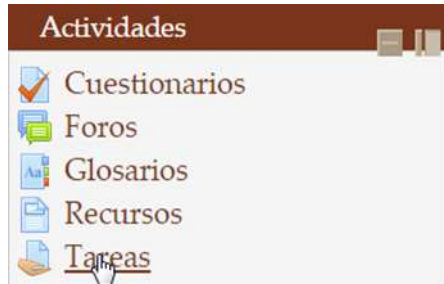 Actividades
Cuestionarios
Foros
Glosarios
Recursos
Tareas